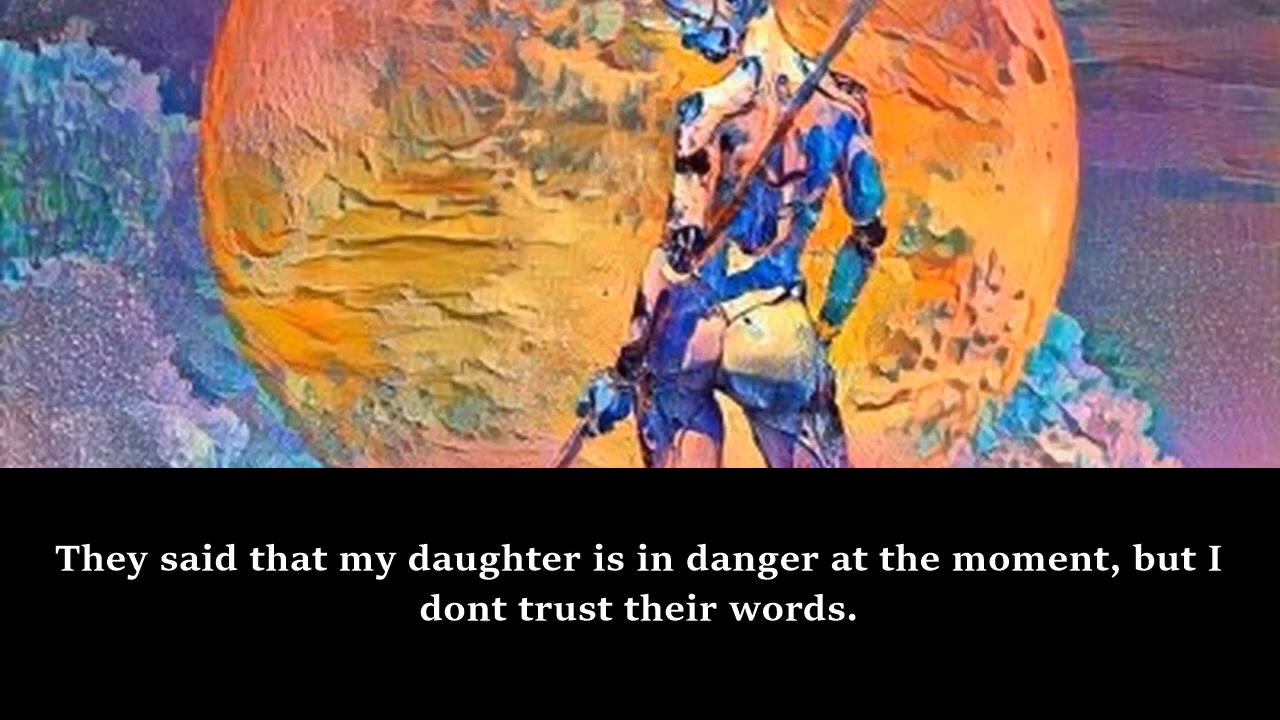 They said that my daughter is in danger at the moment, but I
dont trust their words.